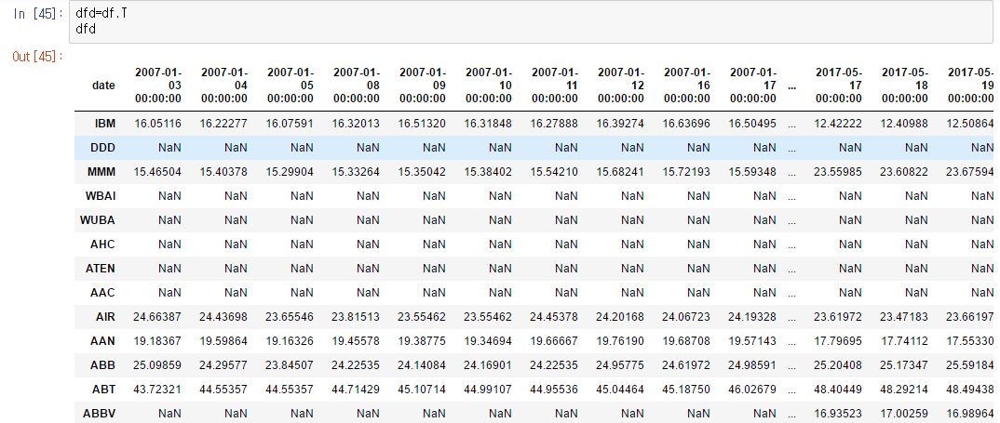 In [45]: dfd=df.T
dfd
Out[45]:
date 2007-01-03 00:00:00 2007-01-04 00:00:00 2007-01-05 00:00:00 2007-01-08 00:00:00 2007-01-09 00:00:00 2007-01-10 00:00:00 2007-01-11 00:00:00 2007-01-12 00:00:00 2007-01-16 00:00:00 2007-01-17 00:00:00 ... 2017-05-17 00:00:00 2017-05-18 00:00:00 2017-05-19 00:00:00
IBM 16.05116 16.22277 16.07591 16.32013 16.51320 16.31848 16.27888 16.39274 16.63696 16.50495 ... 12.42222 12.40988 12.50864
DDD NaN NaN NaN NaN NaN NaN NaN NaN NaN NaN ... NaN NaN NaN
MMM 15.46504 15.40378 15.29904 15.33264 15.35042 15.38402 15.54210 15.68241 15.72193 15.59348 ... 23.55985 23.60822 23.67594
WBAI NaN NaN NaN NaN NaN NaN NaN NaN NaN NaN ... NaN NaN NaN
WUBA NaN NaN NaN NaN NaN NaN NaN NaN NaN NaN ... NaN NaN NaN
AHC NaN NaN NaN NaN NaN NaN NaN NaN NaN NaN ... NaN NaN NaN
ATEN NaN NaN NaN NaN NaN NaN NaN NaN NaN NaN ... NaN NaN NaN
AAC NaN NaN NaN NaN NaN NaN NaN NaN NaN NaN ... NaN NaN NaN
AIR 24.66387 24.43698 23.65546 23.81513 23.55462 23.55462 24.45378 24.20168 24.06723 24.19328 ... 23.61972 23.47183 23.66197
AAN 19.18367 19.59864 19.16326 19.45578 19.38775 19.34694 19.66667 19.76190 19.68708 19.57143 ... 17.79695 17.74112 17.55330
ABB 25.09859 24.29577 23.84507 24.22535 24.14084 24.16901 24.22535 24.95775 24.61972 24.98591 ... 25.20408 25.17347 25.59184
ABT 43.72321 44.55357 44.55357 44.71429 45.10714 44.99107 44.95536 45.04464 45.18750 46.02679 ... 48.40449 48.29214 48.49438
ABBV NaN NaN NaN NaN NaN NaN NaN NaN NaN NaN ... 16.93523 17.00259 16.98964